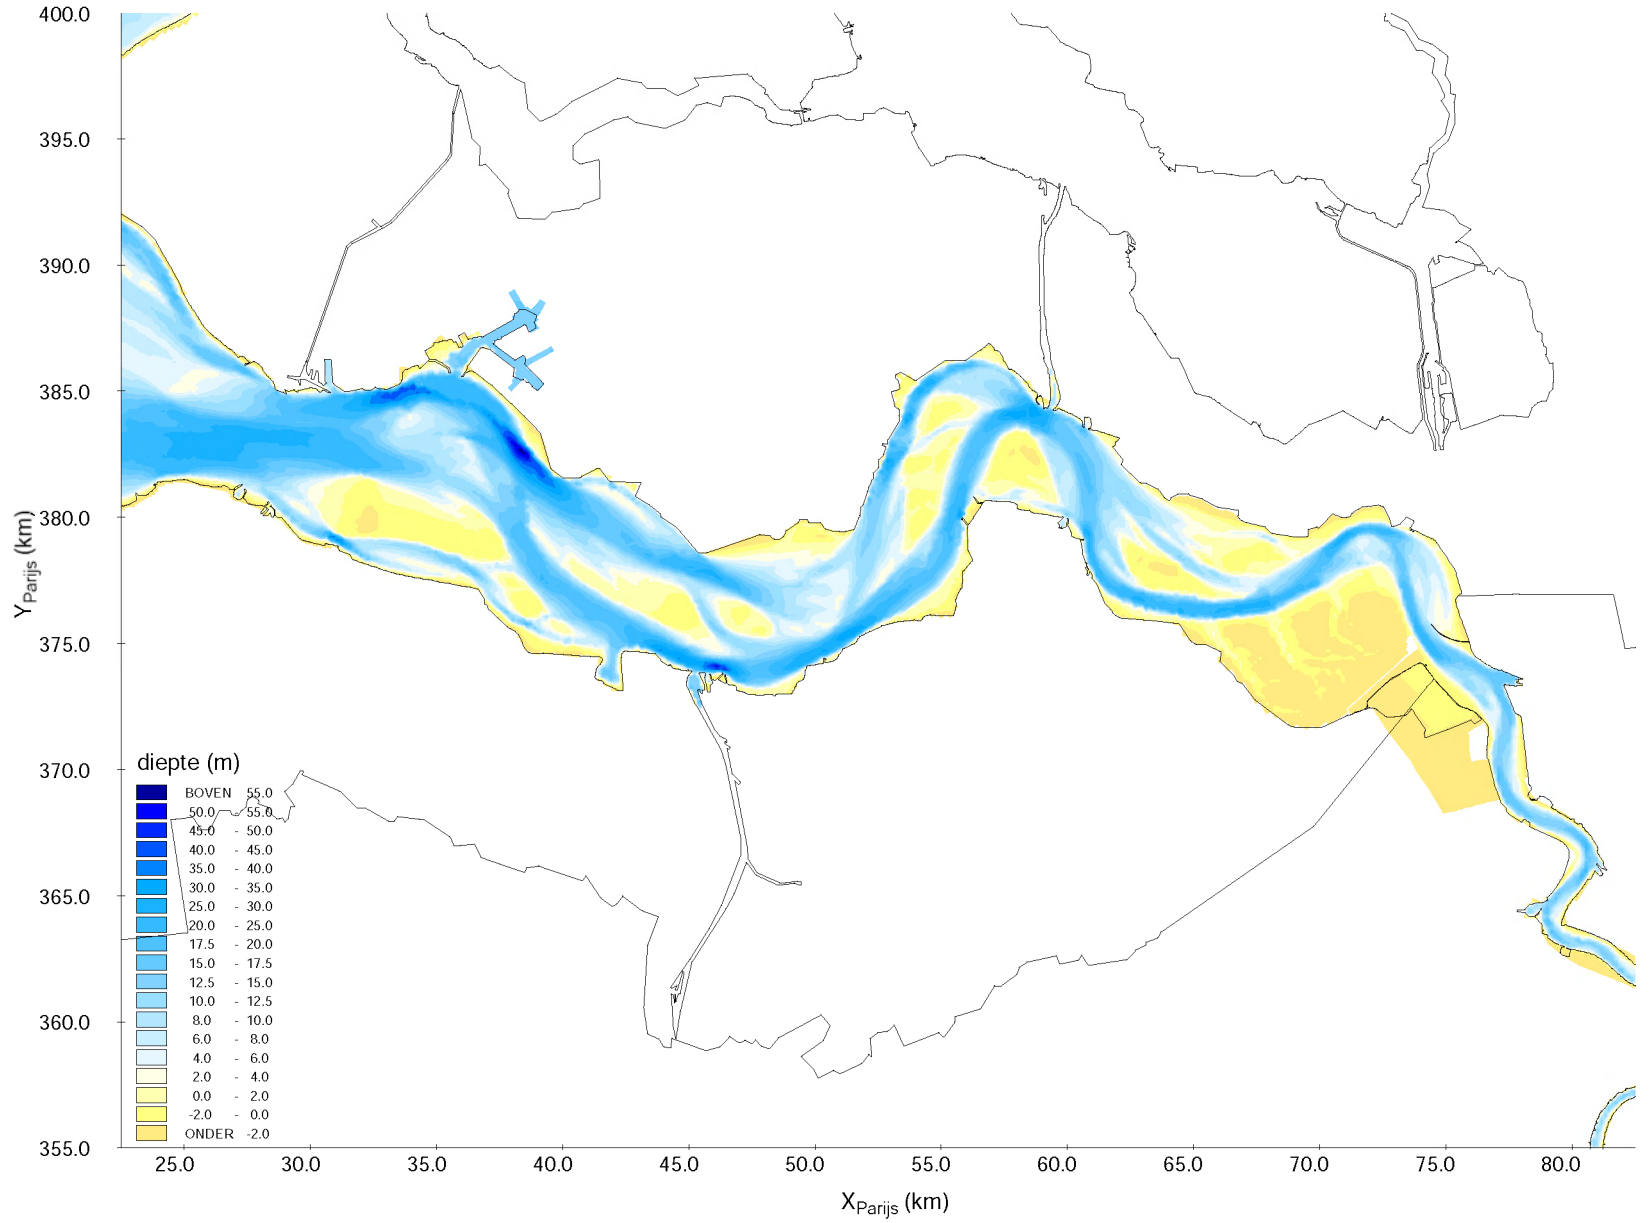 400.0
395.0
390.0
385.0
380.0
375.0
370.0
365.0
360.0
355.0
Y Parijs (km)
diepte (m)
BOVEN 55.0
50.0 - 55.0
45.0 - 50.0
40.0 - 45.0
35.0 - 40.0
30.0 - 35.0
25.0 - 30.0
20.0 - 25.0
17.5 - 20.0
15.0 - 17.5
12.5 - 15.0
10.0 - 12.5
8.0 - 10.0
6.0 - 8.0
4.0 - 6.0
2.0 - 4.0
0.0 - 2.0
-2.0 - 0.0
ONDER -2.0
25.0 30.0 35.0 40.0 45.0 50.0 55.0 60.0 65.0 70.0 75.0 80.0
X Parijs (km)